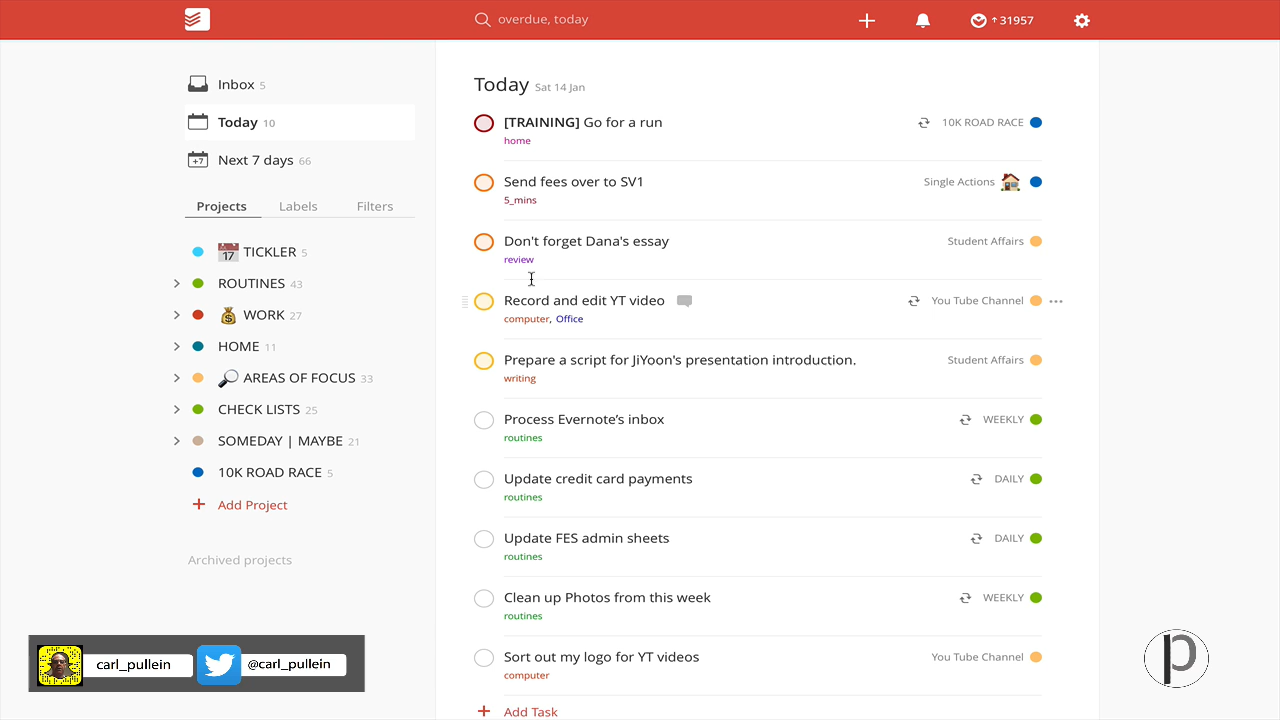 overdue, today
31957
Inbox 5
Today 10
+7 Next 7 days 66
Projects Labels Filters
17 TICKLER 5
ROUTINES 43
WORK 27
HOME 11
AREAS OF FOCUS 33
CHECK LISTS 25
SOMEDAY | MAYBE 21
10K ROAD RACE 5
+ Add Project
Archived projects
Today Sat 14 Jan
[TRAINING] Go for a run 10K ROAD RACE
home
Send fees over to SV1 Single Actions
5_mins
Don't forget Dana's essay Student Affairs
review
Record and edit YT video You Tube Channel
computer, Office
Prepare a script for JiYoon's presentation introduction. Student Affairs
writing
Process Evernote’s inbox WEEKLY
routines
Update credit card payments DAILY
routines
Update FES admin sheets DAILY
routines
Clean up Photos from this week WEEKLY
routines
Sort out my logo for YT videos You Tube Channel
computer
+ Add Task
carl_pullein @carl_pullein
p